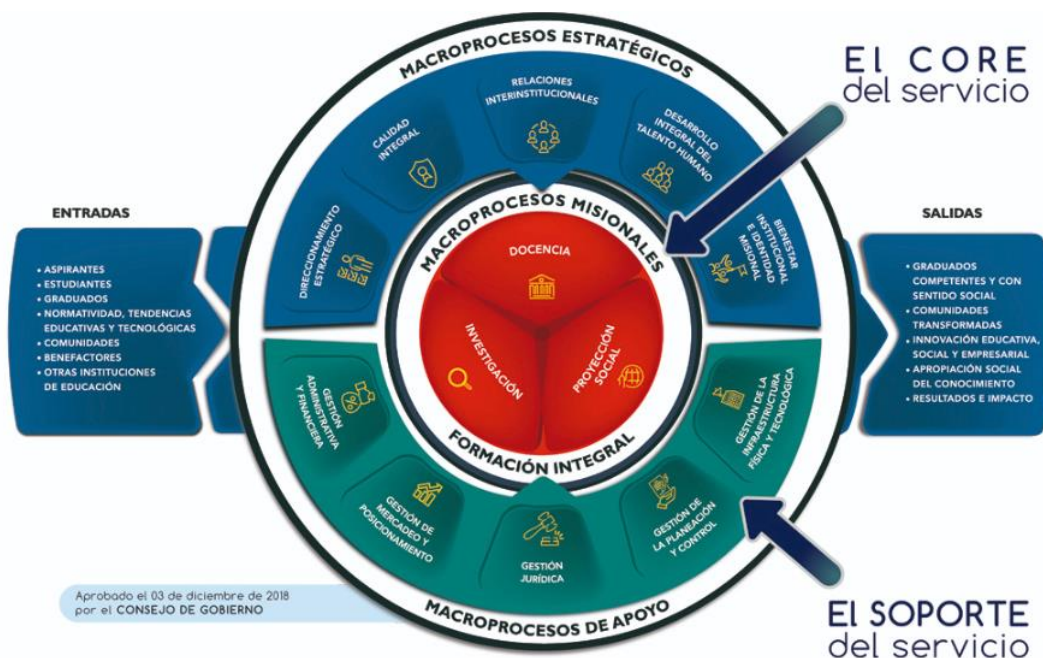 MACROPROCESOS ESTRATÉGICOS
El CORE
del servicio
RELACIONES
INTERINSTITUCIONALES
CALIDAD
INTEGRAL
DESARROLLO
INTEGRAL DEL
TALENTO HUMANO
DIRECCIONAMIENTO
ESTRATÉGICO
BIENESTAR
INSTITUCIONAL
E IDENTIDAD
MISIONAL
ENTRADAS
• ASPIRANTES
• ESTUDIANTES
• GRADUADOS
• NORMATIVIDAD, TENDENCIAS
EDUCATIVAS Y TECNOLÓGICAS
• COMUNIDADES
• BENEFACTORES
• OTRAS INSTITUCIONES
DE EDUCACIÓN
MACROPROCESOS MISIONALES
DOCENCIA
INVESTIGACIÓN
PROYECCIÓN
SOCIAL
FORMACIÓN INTEGRAL
SALIDAS
• GRADUADOS
COMPETENTES Y CON
SENTIDO SOCIAL
• COMUNIDADES
TRANSFORMADAS
• INNOVACIÓN EDUCATIVA,
SOCIAL Y EMPRESARIAL
• APROPIACIÓN SOCIAL
DEL CONOCIMIENTO
• RESULTADOS E IMPACTO
GESTIÓN
ADMINISTRATIVA
Y FINANCIERA
GESTIÓN DE
MERCADEO Y
POSICIONAMIENTO
GESTIÓN
JURÍDICA
GESTIÓN DE
LA PLANEACIÓN
Y CONTROL
GESTIÓN DE LA
INFRAESTRUCTURA
FÍSICA Y TECNOLÓGICA
MACROPROCESOS DE APOYO
Aprobado el 03 de diciembre de 2018
por el CONSEJO DE GOBIERNO
El SOPORTE
del servicio